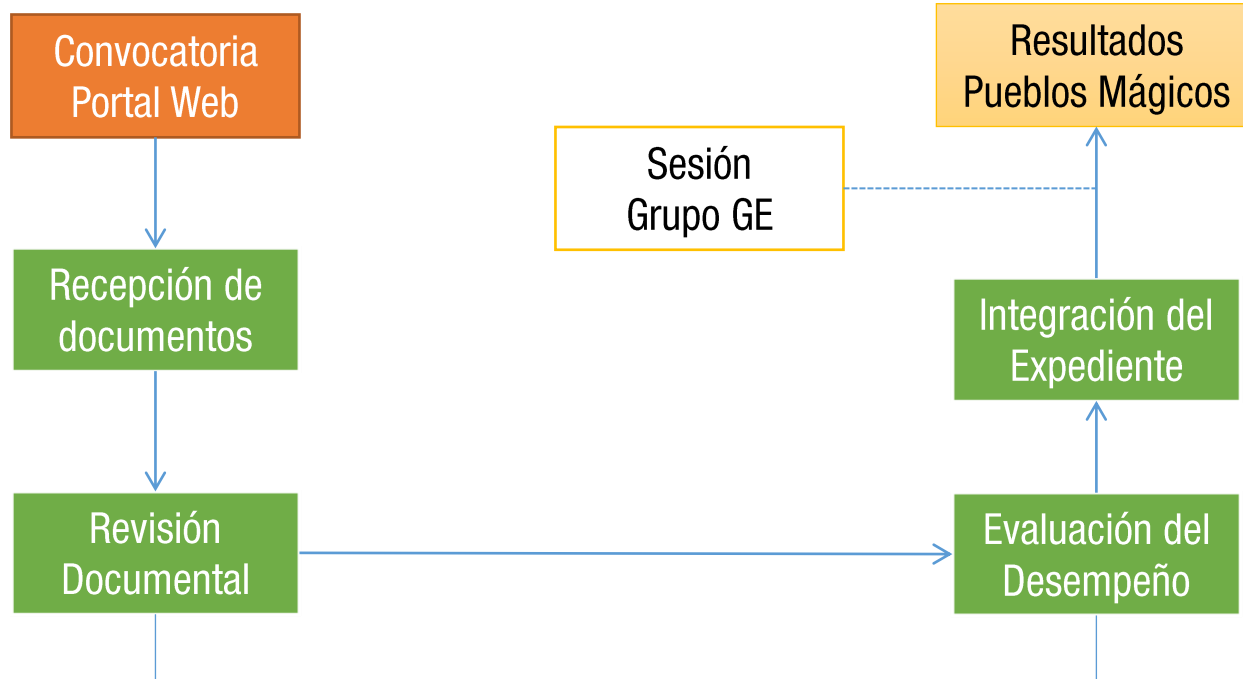 Convocatoria
Portal Web
Recepción de
documentos
Revisión
Documental
Sesión
Grupo GE
Resultados
Pueblos Mágicos
Integración del
Expediente
Evaluación del
Desempeño